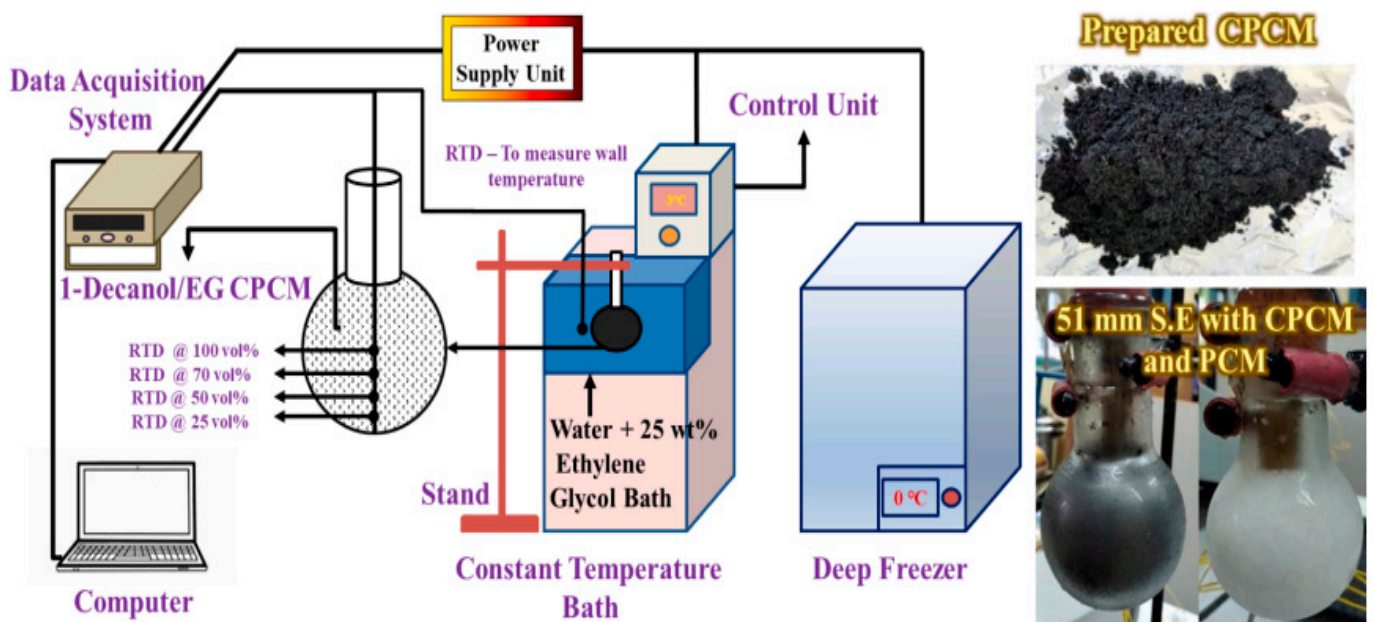 Power
Supply Unit
Data Acquisition
System
RTD – To measure wall
temperature
Control Unit
-3°C
1-Decanol/EG CPCM
RTD @ 100 vol%
RTD @ 70 vol%
RTD @ 50 vol%
RTD @ 25 vol%
Water + 25 wt%
Ethylene
Glycol Bath
Stand
0 °C
Computer
Constant Temperature
Bath
Deep Freezer
Prepared CPCM
51 mm S.E with CPCM
and PCM